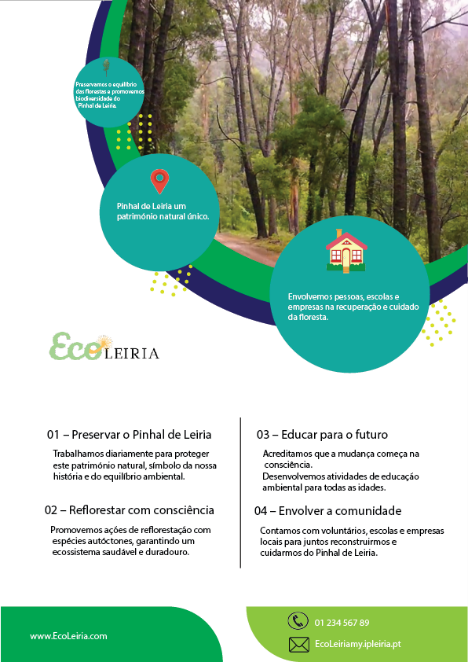 Preservamos o equilíbrio
das florestas e promovemos
biodiversidade do
Pinhal de Leiria.
Pinhal de Leiria um
património natural único.
Envolvemos pessoas, escolas e
empresas na recuperação e cuidado
da floresta.
Eco LEIRIA
01 – Preservar o Pinhal de Leiria
Trabalhamos diariamente para proteger
este património natural, símbolo da nossa
história e do equilíbrio ambiental.
02 – Reflorestar com consciência
Promovemos ações de reflorestação com
espécies autóctones, garantindo um
ecossistema saudável e duradouro.
03 – Educar para o futuro
Acreditamos que a mudança começa na
consciência.
Desenvolvemos atividades de educação
ambiental para todas as idades.
04 – Envolver a comunidade
Contamos com voluntários, escolas e empresas
locais para juntos reconstruirmos e
cuidarmos do Pinhal de Leiria.
www.EcoLeiria.com
01 234 567 89
EcoLeiriamy.ipleiria.pt